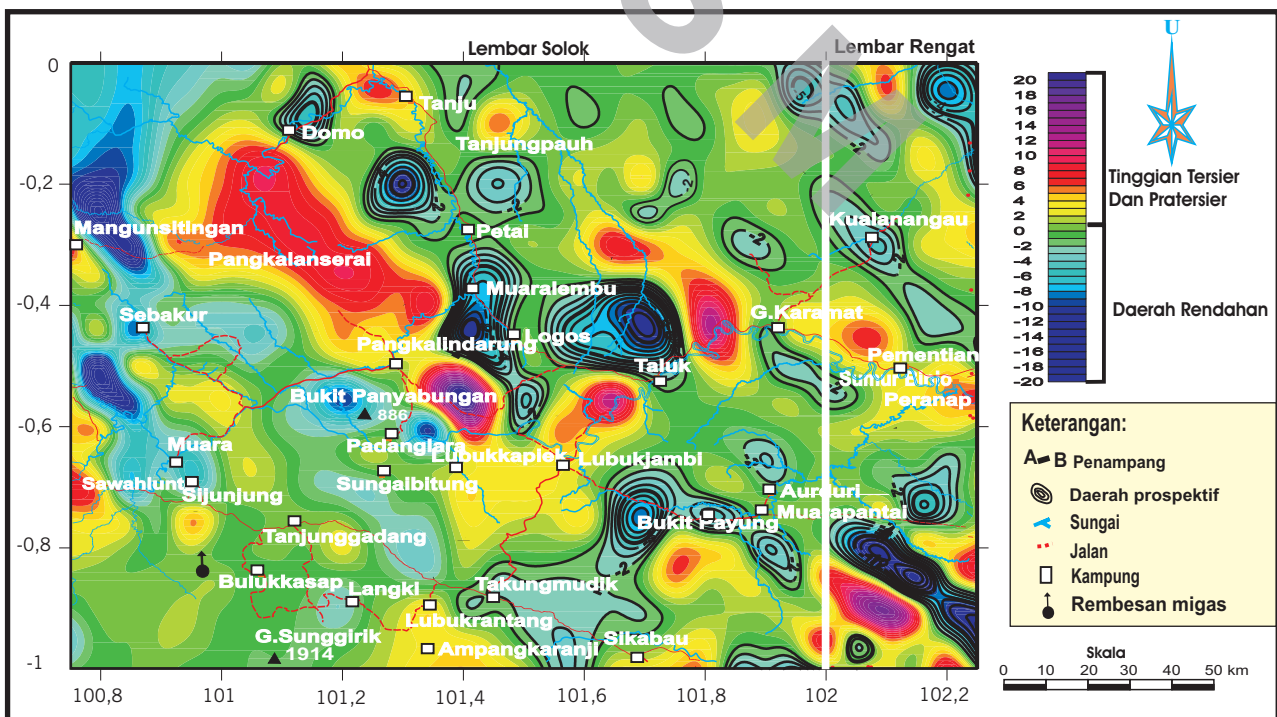 Lembar Solok
Lembar Rengat
U
0
-0,2
-0,4
-0,6
-0,8
-1
100,8
101
101,2
101,4
101,6
101,8
102
102,2
Domo
Tanju
Tanjungpauh
Mangunsitingan
Pangkalanserai
Petai
Kualanangau
Muaralembu
Sebakur
Logos
G.Karamat
Pangkalindarung
Taluk
Pementian
Peranap
Bukit Panyabungan
886
Muara
Padanglara
Lubukkaplek
Lubukjambi
Sawahlunt
Sijunjung
Sungaibitung
Aurduri
Bukit Payung
Muarapantai
Tanjunggadang
Bulukkasap
Langki
Takungmudik
Lubukrantang
G.Sunggirik
1914
Ampangkaranji
Sikabau
20
18
16
14
12
10
8
6
4
2
0
-2
-4
-6
-8
-10
-12
-14
-16
-18
-20
Tinggian Tersier
Dan Pratersier
Daerah Rendahan
Keterangan:
A B Penampang
Daerah prospektif
Sungai
Jalan
Kampung
Rembesan migas
Skala
0 10 20 30 40 50 km